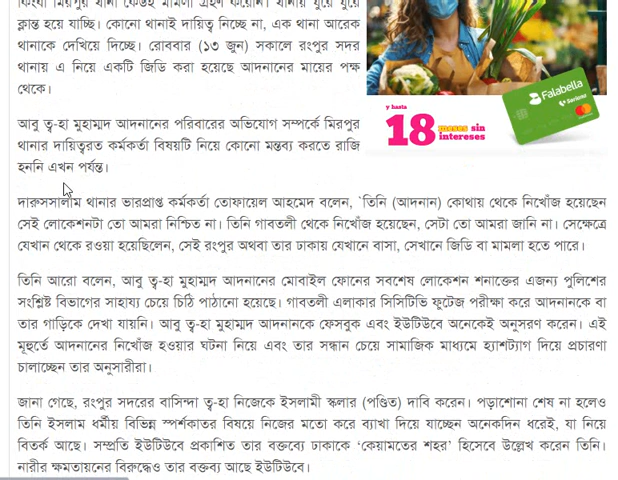 কিংবা মিরপুর থানা কেউই মামলা গ্রহণ করেনি। থানায় ঘুরে ঘুরে
ক্লান্ত হয়ে যাচ্ছি। কোনো থানাই দায়িত্ব নিচ্ছে না, এক থানা আরেক
থানাকে দেখিয়ে দিচ্ছে। রোববার (১৩ জুন) সকালে রংপুর সদর
থানায় এ নিয়ে একটি জিডি করা হয়েছে আদনানের মায়ের পক্ষ
থেকে।
y hasta
18 meses sin
intereses
Falabella
আবু ত্ব-হা মুহাম্মদ আদনানের পরিবারের অভিযোগ সম্পর্কে মিরপুর
থানার দায়িত্বরত কর্মকর্তা বিষয়টি নিয়ে কোনো মন্তব্য করতে রাজি
হননি এখন পর্যন্ত।
দারুসসালাম থানার ভারপ্রাপ্ত কর্মকর্তা তোফায়েল আহমেদ বলেন, `তিনি (আদনান) কোথায় থেকে নিখোঁজ হয়েছেন
সেই লোকেশনটা তো আমরা নিশ্চিত না। তিনি গাবতলী থেকে নিখোঁজ হয়েছেন, সেটা তো আমরা জানি না। সেক্ষেত্রে
যেখান থেকে রওয়া হয়েছিলেন, সেই রংপুর অথবা তার ঢাকায় যেখানে বাসা, সেখানে জিডি বা মামলা হতে পারে।
তিনি আরো বলেন, আবু ত্ব-হা মুহাম্মদ আদনানের মোবাইল ফোনের সবশেষ লোকেশন শনাক্তের এজন্য পুলিশের
সংশ্লিষ্ট বিভাগের সাহায্য চেয়ে চিঠি পাঠানো হয়েছে। গাবতলী এলাকার সিসিটিভি ফুটেজ পরীক্ষা করে আদনানকে বা
তার গাড়িকে দেখা যায়নি। আবু ত্ব-হা মুহাম্মদ আদনানকে ফেসবুক এবং ইউটিউবে অনেকেই অনুসরণ করেন। এই
মূহুর্তে আদনানের নিখোঁজ হওয়ার ঘটনা নিয়ে এবং তার সন্ধান চেয়ে সামাজিক মাধ্যমে হ্যাশট্যাগ দিয়ে প্রচারণা
চালাচ্ছেন তার অনুসারীরা।
জানা গেছে, রংপুর সদরের বাসিন্দা ত্ব-হা নিজেকে ইসলামী স্কলার (পণ্ডিত) দাবি করেন। পড়াশোনা শেষ না হলেও
তিনি ইসলাম ধর্মীয় বিভিন্ন স্পর্শকাতর বিষয়ে নিজের মতো করে ব্যাখা দিয়ে যাচ্ছেন অনেকদিন ধরেই, যা নিয়ে
বিতর্ক আছে। সম্প্রতি ইউটিউবে প্রকাশিত তার বক্তব্যে ঢাকাকে ‘কেয়ামতের শহর’ হিসেবে উল্লেখ করেন তিনি।
নারীর ক্ষমতায়নের বিরুদ্ধেও তার বক্তব্য আছে ইউটিউবে।